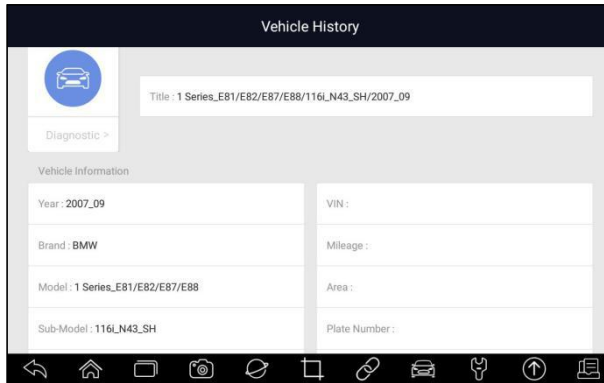 Vehicle History
Title : 1 Series_E81/E82/E87/E88/116i_N43_SH/2007_09
Diagnostic >
Vehicle Information
Year : 2007_09
VIN :
Brand : BMW
Mileage :
Model : 1 Series_E81/E82/E87/E88
Area :
Sub-Model : 116i_N43_SH
Plate Number :